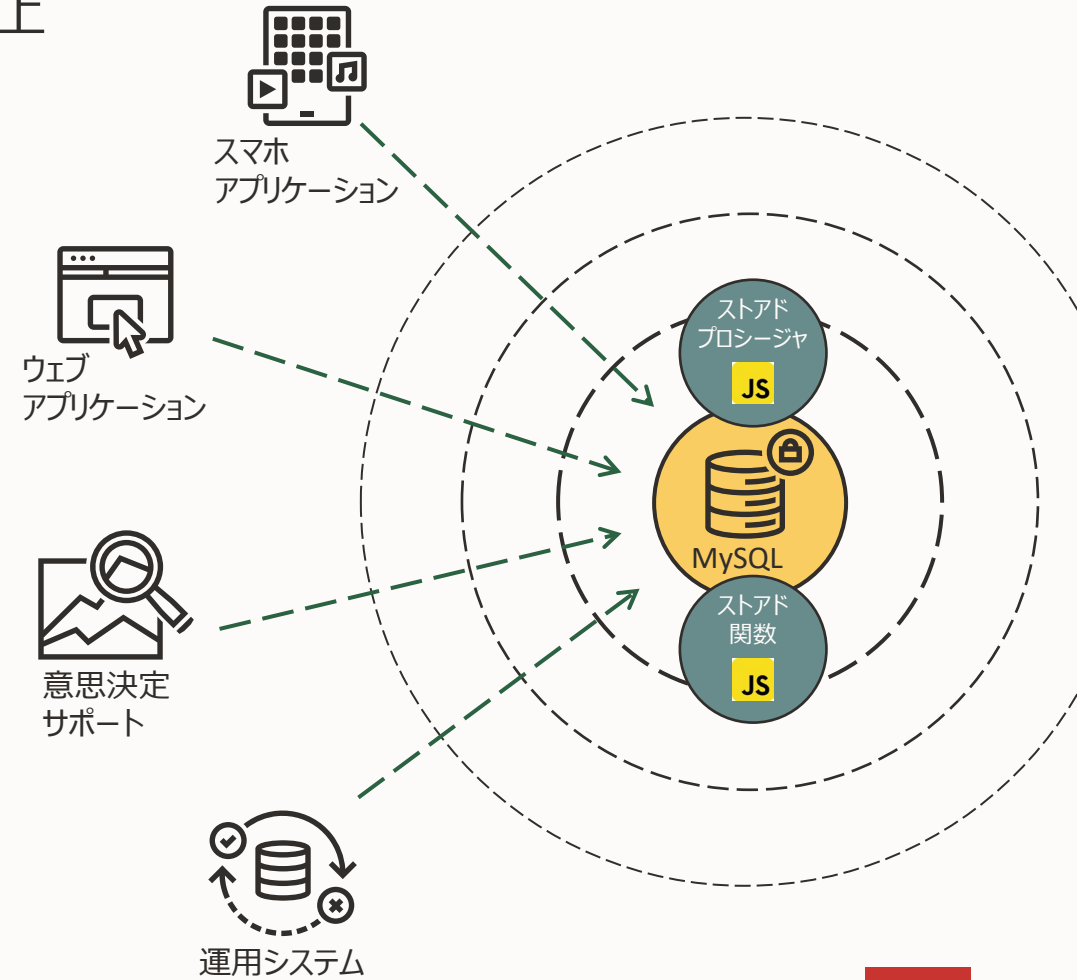 上
スマホ
アプリケーション
ウェブ
アプリケーション
意思決定
サポート
運用システム
ストアド
プロシージャ
JS
MySQL
ストアド
関数
JS